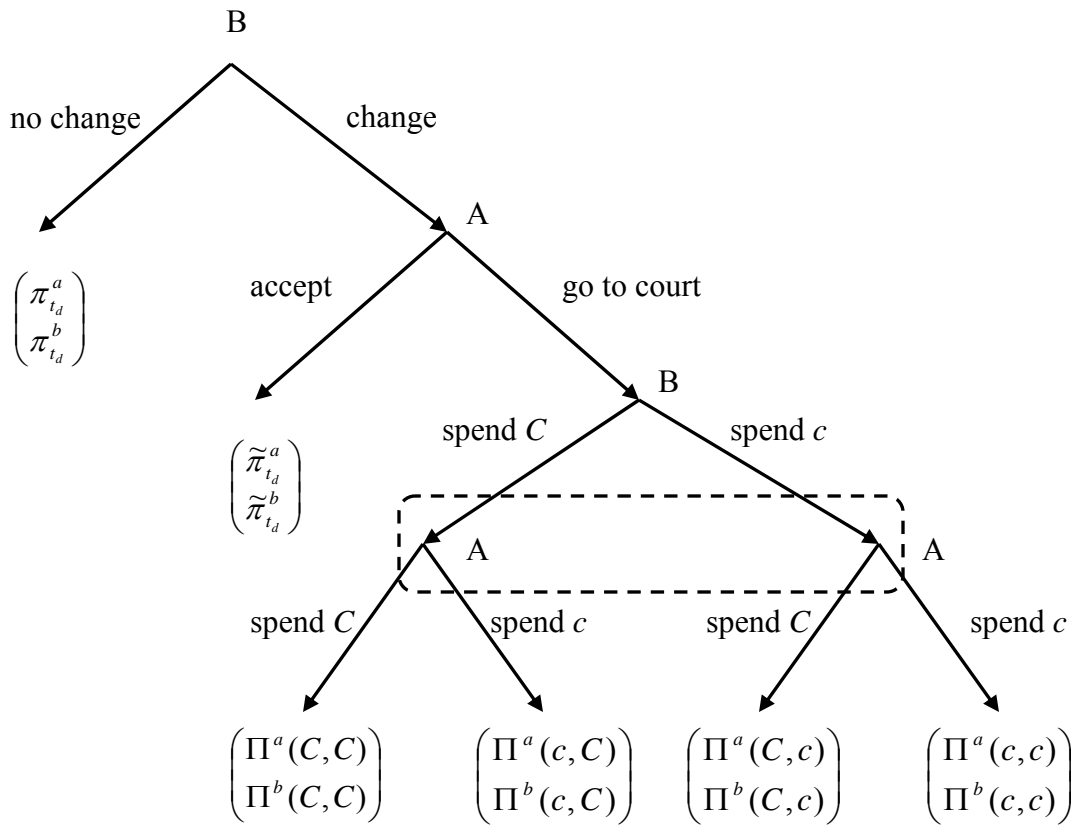 B
no change
change
A
accept
go to court
(π^a_{t_d}
π^b_{t_d})
B
spend C
spend c
(π̃^a_{t_d}
π̃^b_{t_d})
A
A
spend C
spend c
spend C
spend c
(Π^a (C, C)
Π^b (C, C))
(Π^a (c, C)
Π^b (c, C))
(Π^a (C, c)
Π^b (C, c))
(Π^a (c, c)
Π^b (c, c))